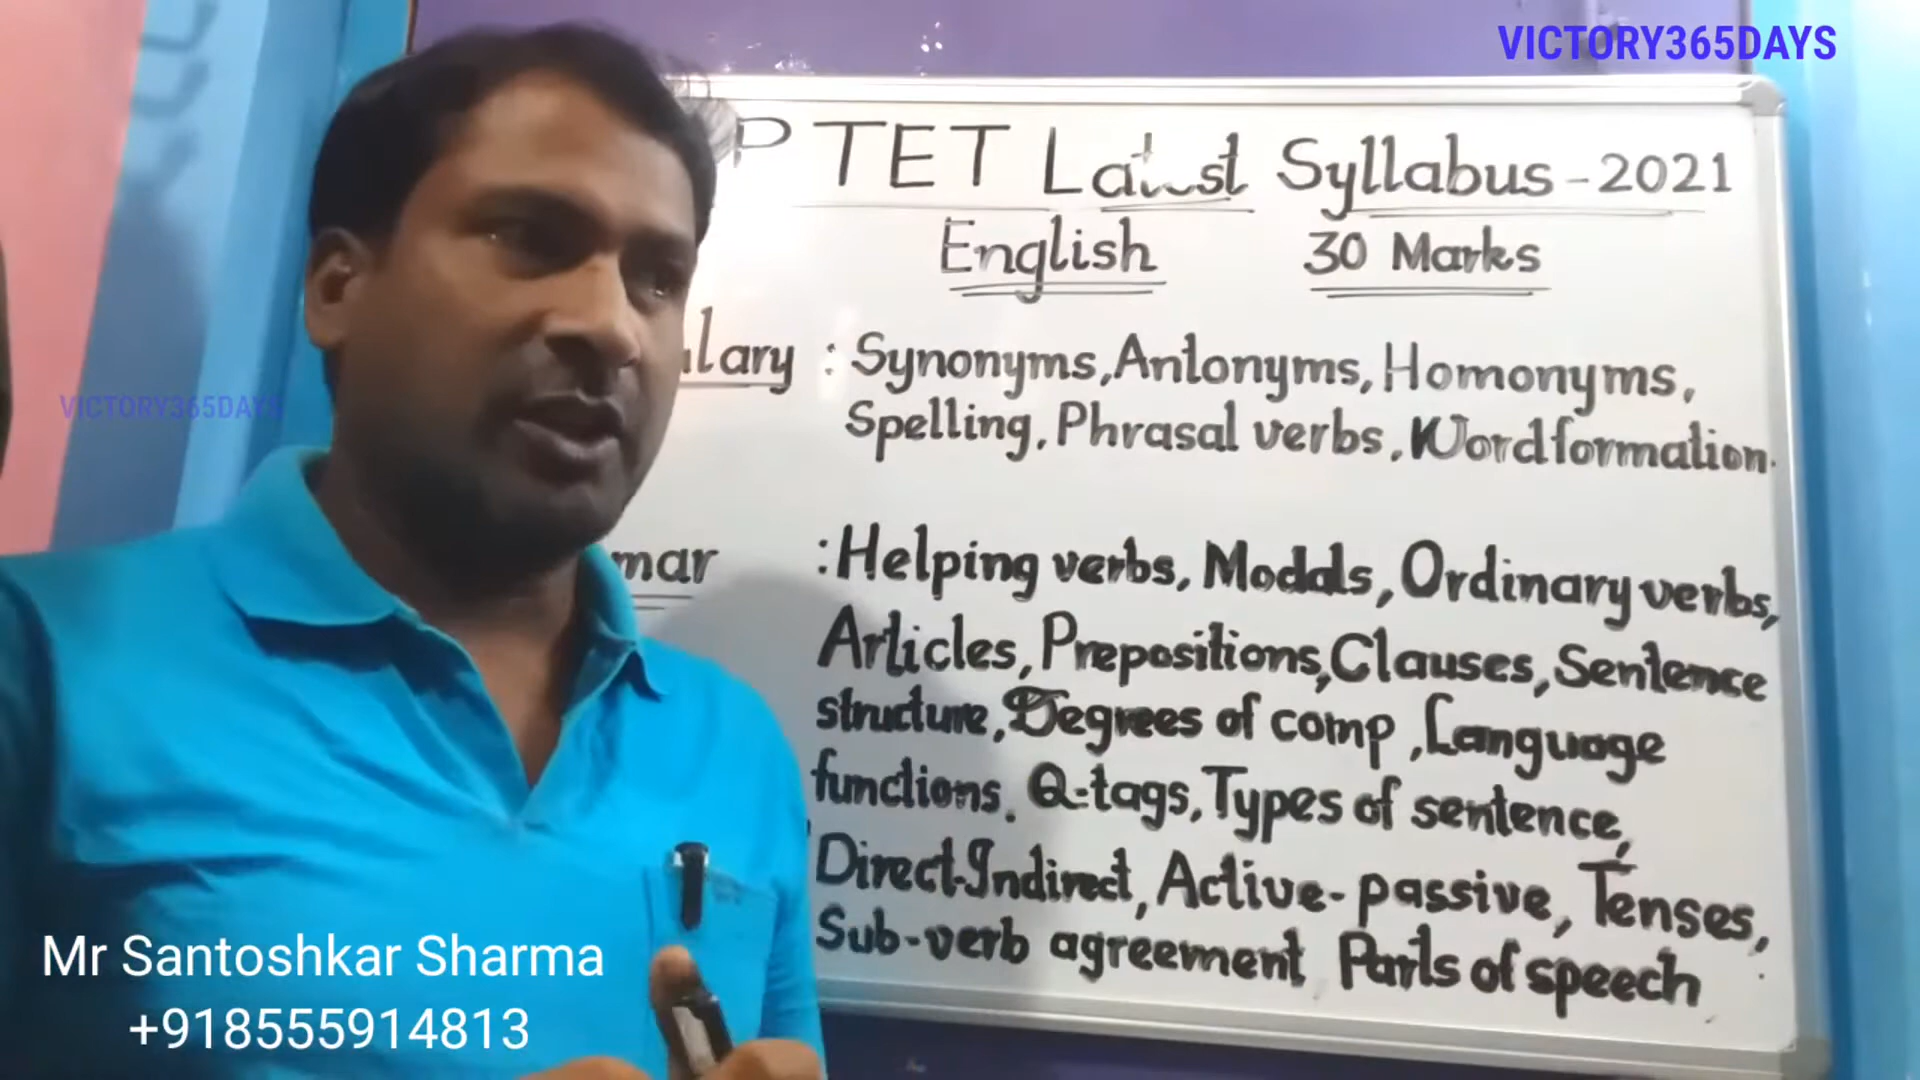 VICTORY365DAYS
P TET Latest Syllabus - 2021
English 30 Marks
lary : Synonyms, Antonyms, Homonyms,
Spelling, Phrasal verbs, Word formation.
VICTORY365DAYS
mar : Helping verbs, Modals, Ordinary verbs,
Articles, Prepositions, Clauses, Sentence
structure, Degrees of comp, Language
functions. Q-tags, Types of sentence,
Direct-Indirect, Active-passive, Tenses,
Sub-verb agreement Parts of speech
Mr Santoshkar Sharma
+918555914813